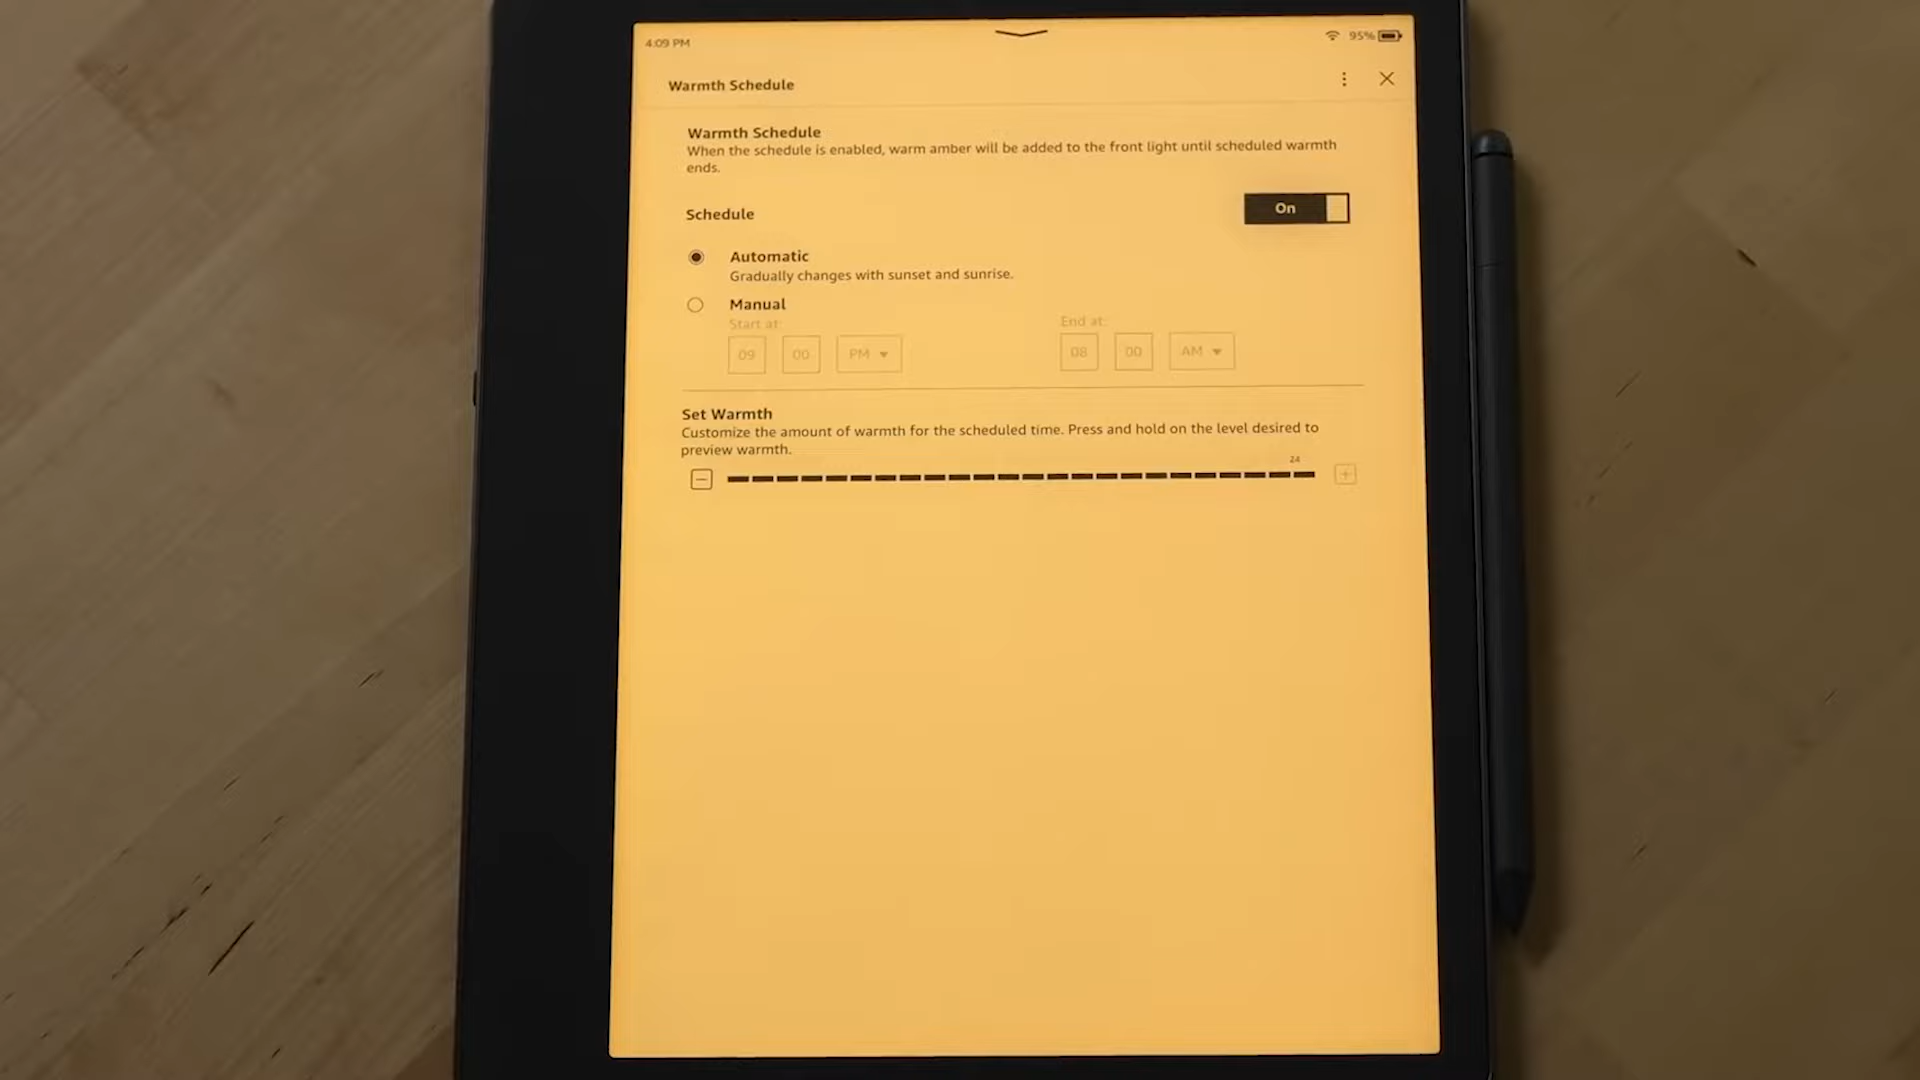 4:09 PM
95%
Warmth Schedule
Warmth Schedule
When the schedule is enabled, warm amber will be added to the front light until scheduled warmth
ends.
Schedule
On
Automatic
Gradually changes with sunset and sunrise.
Manual
Start at:
End at:
09 00 PM
08 00 AM
Set Warmth
Customize the amount of warmth for the scheduled time. Press and hold on the level desired to
preview warmth.
24